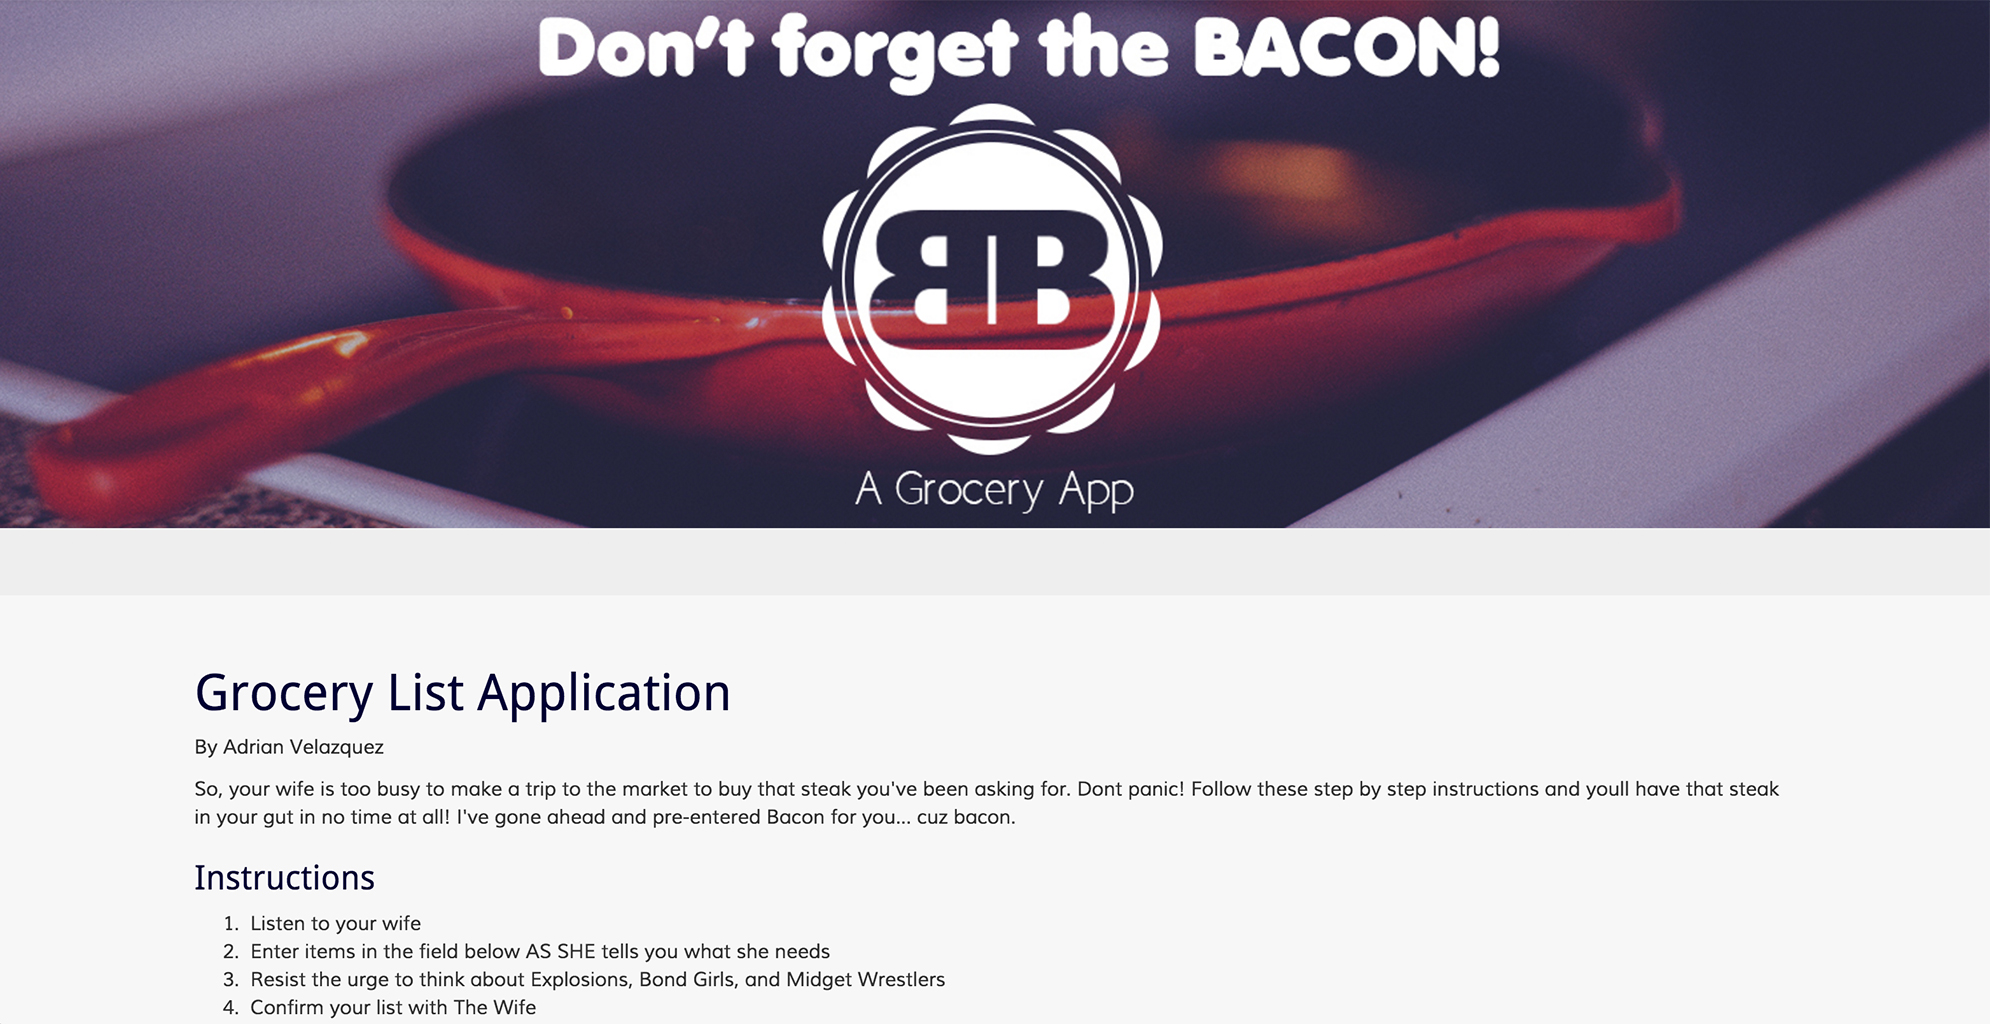 Don't forget the BACON!
B|B
A Grocery App
Grocery List Application
By Adrian Velazquez
So, your wife is too busy to make a trip to the market to buy that steak you've been asking for. Dont panic! Follow these step by step instructions and youll have that steak
in your gut in no time at all! I've gone ahead and pre-entered Bacon for you... cuz bacon.
Instructions
1. Listen to your wife
2. Enter items in the field below AS SHE tells you what she needs
3. Resist the urge to think about Explosions, Bond Girls, and Midget Wrestlers
4. Confirm your list with The Wife